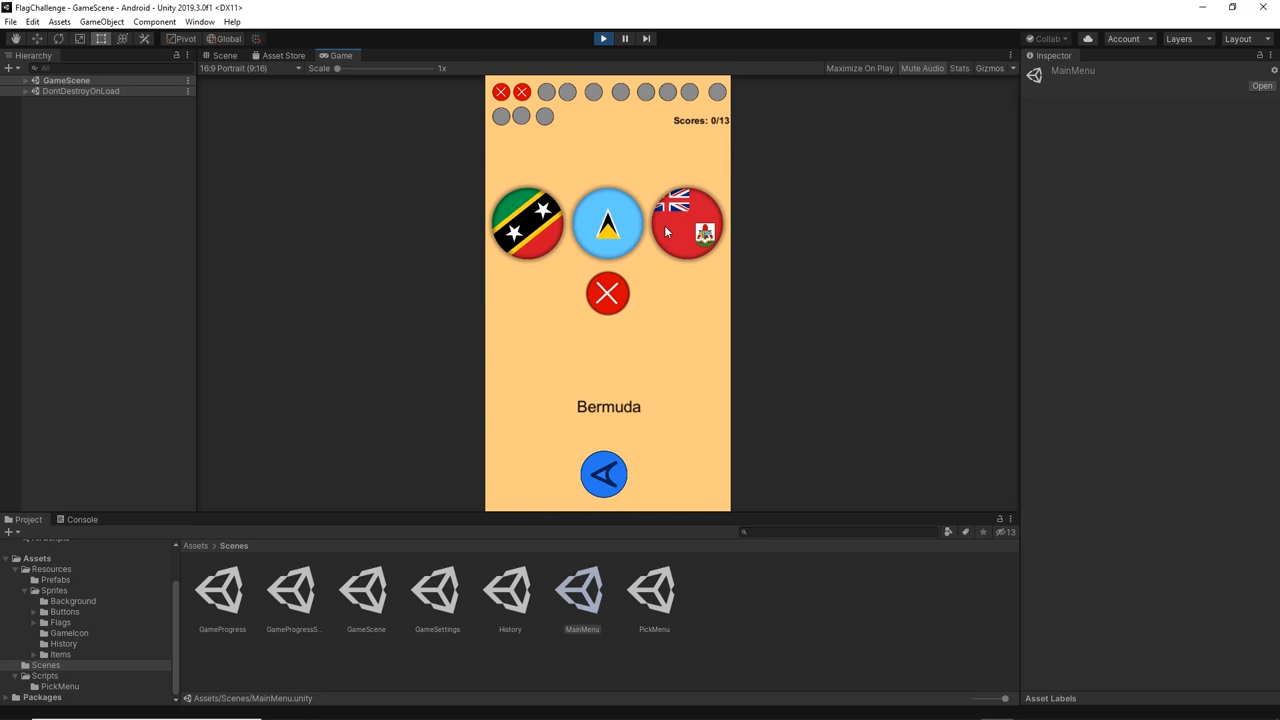 FlagChallenge - GameScene - Android - Unity 2019.3.0f1 <DX11>
File Edit Assets GameObject Component Window Help
Pivot Global Collab Account Layers Layout
Hierarchy Scene Asset Store Game Inspector
All 16:9 Portrait (9:16) Scale 1x Maximize On Play Mute Audio Stats Gizmos MainMenu
GameScene Open
DontDestroyOnLoad
Scores: 0/13
Bermuda
Project Console
13
Assets > Scenes
Assets
Resources
Prefabs
Sprites
Background
Buttons
Flags
GameIcon
History
Items
Scenes
Scripts
PickMenu
Packages
GameProgress GameProgressS... GameScene GameSettings History MainMenu PickMenu
Assets/Scenes/MainMenu.unity Asset Labels